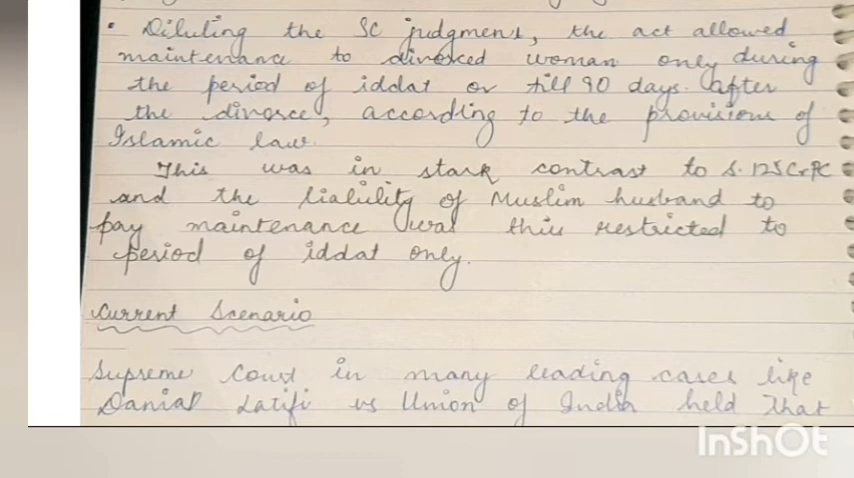 • Diluting the SC judgment, the act allowed
maintenance to divorced woman only during
the period of iddat or till 90 days after
the divorce, according to the provisions of
Islamic law.
This was in stark contrast to S. 125 CrPC
and the liability of Muslim husband to
pay maintenance was thus restricted to
period of iddat only.
Current Scenario
Supreme Court in many leading cases like
Danial Latifi vs Union of India held that
InShOt